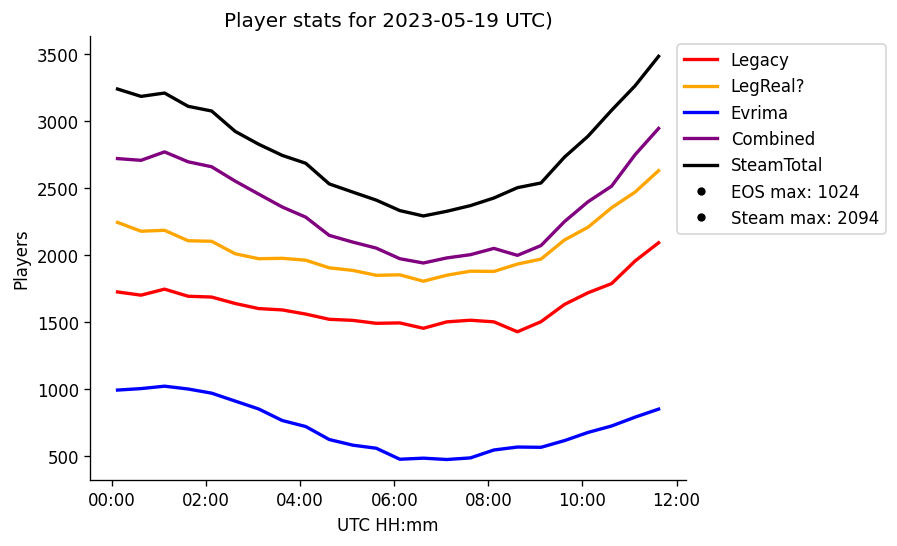 Player stats for 2023-05-19 UTC)
3500
3000
2500
2000
1500
1000
500
Players
00:00 02:00 04:00 06:00 08:00 10:00 12:00
UTC HH:mm
Legacy
LegReal?
Evrima
Combined
SteamTotal
EOS max: 1024
Steam max: 2094